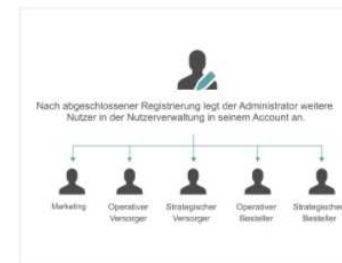 Nach abgeschlossener Registrierung legt der Administrator weitere
Nutzer in der Nutzerverwaltung in seinem Account an.
Marketing Operativer Strategischer Operativer Strategischer
Versorger Versorger Besteller Besteller